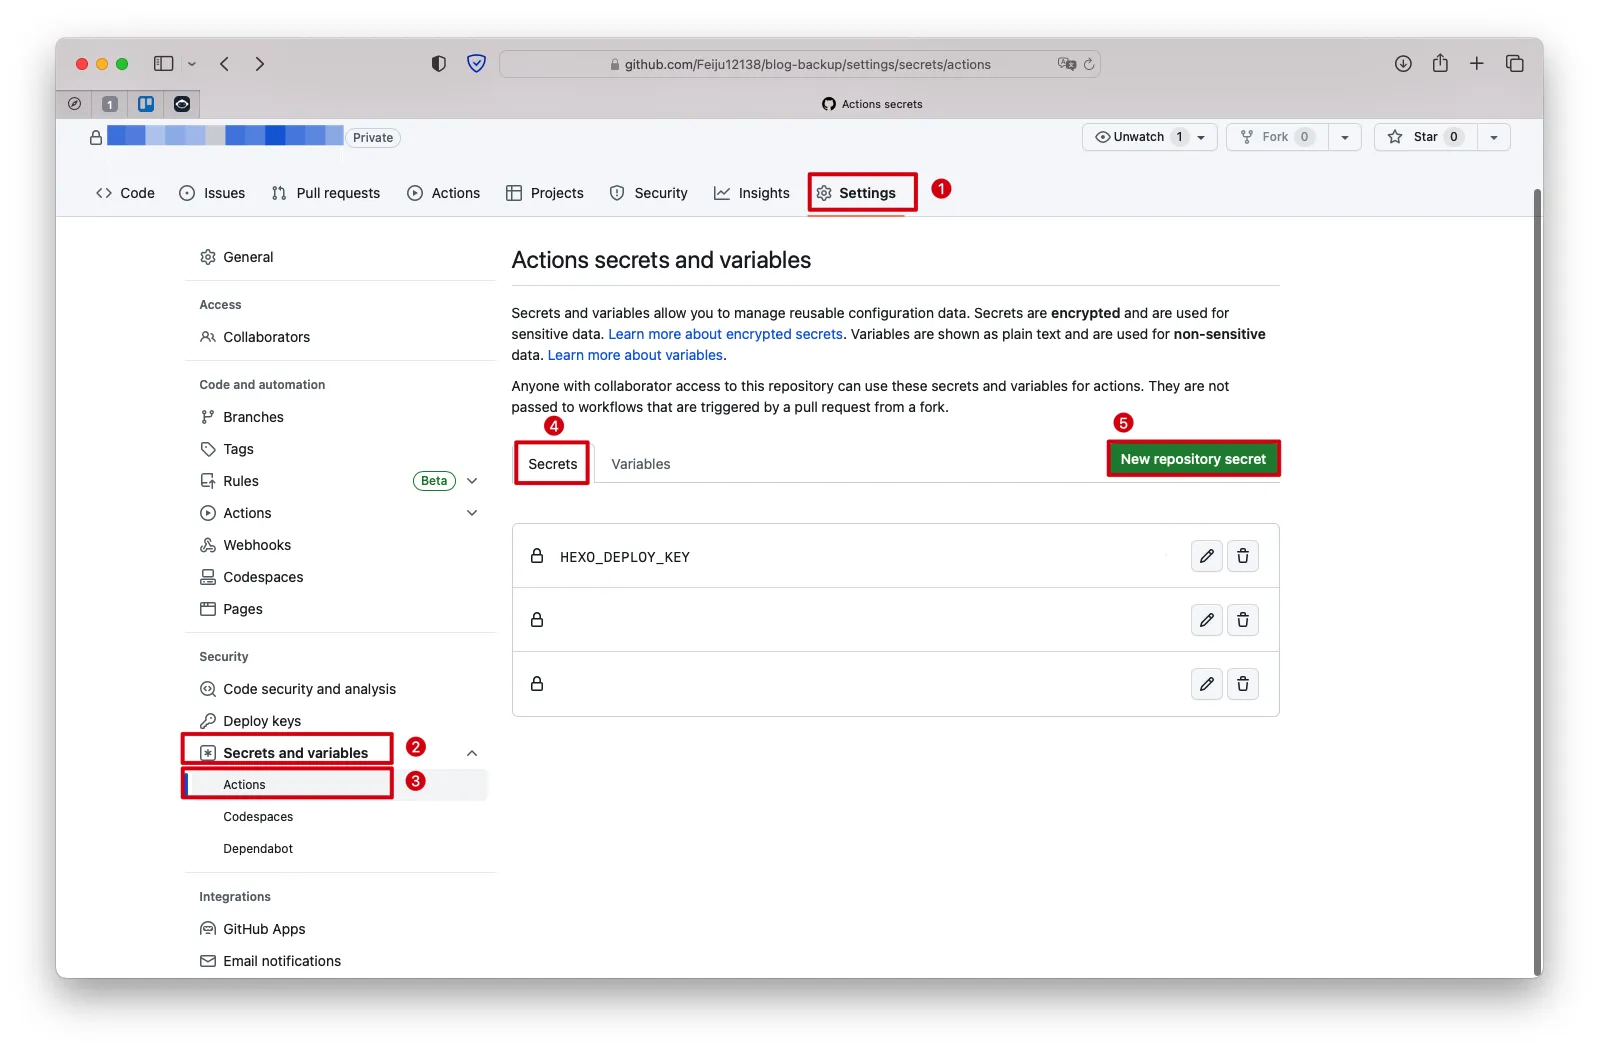 github.com/Feiju12138/blog-backup/settings/secrets/actions
1
Actions secrets
Private
Unwatch 1
Fork 0
Star 0
Code
Issues
Pull requests
Actions
Projects
Security
Insights
Settings
1
General
Access
Collaborators
Code and automation
Branches
Tags
Rules
Beta
Actions
Webhooks
Codespaces
Pages
Security
Code security and analysis
Deploy keys
Secrets and variables
2
Actions
3
Codespaces
Dependabot
Integrations
GitHub Apps
Email notifications
Actions secrets and variables
Secrets and variables allow you to manage reusable configuration data. Secrets are encrypted and are used for
sensitive data. Learn more about encrypted secrets. Variables are shown as plain text and are used for non-sensitive
data. Learn more about variables.
Anyone with collaborator access to this repository can use these secrets and variables for actions. They are not
passed to workflows that are triggered by a pull request from a fork.
4
5
Secrets
Variables
New repository secret
HEXO_DEPLOY_KEY